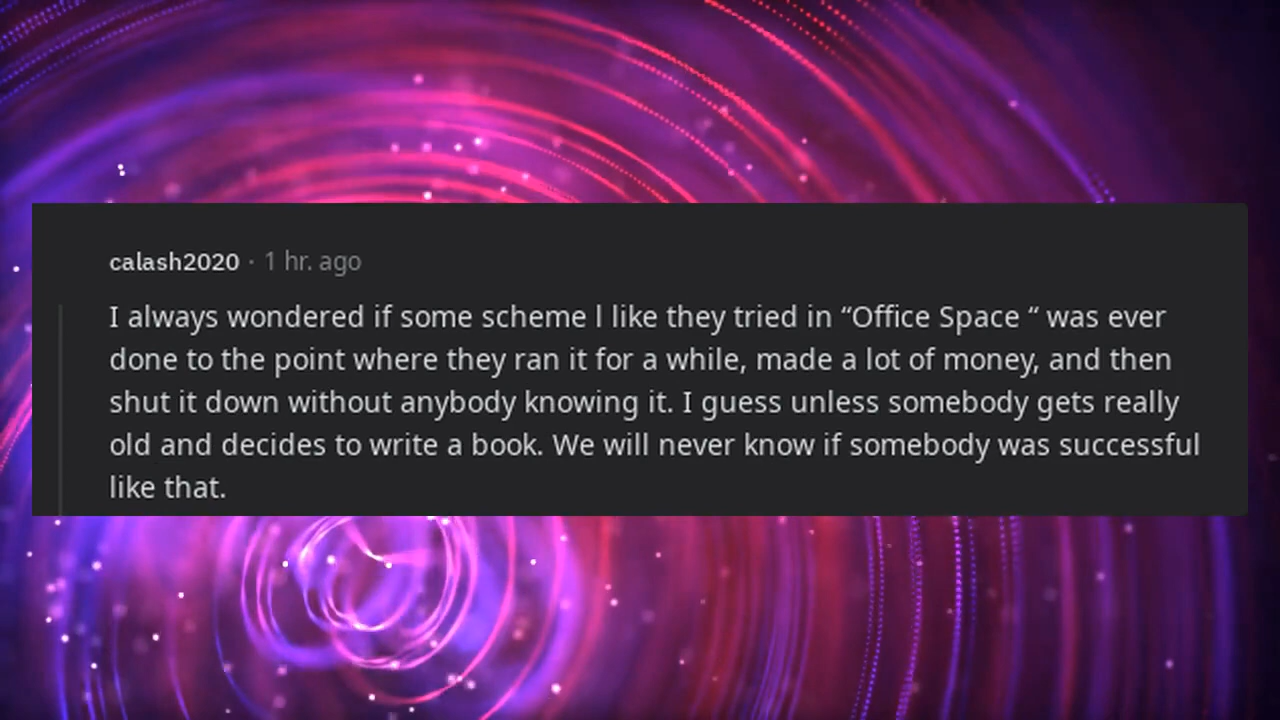 calash2020 · 1 hr. ago
I always wondered if some scheme l like they tried in “Office Space “ was ever
done to the point where they ran it for a while, made a lot of money, and then
shut it down without anybody knowing it. I guess unless somebody gets really
old and decides to write a book. We will never know if somebody was successful
like that.